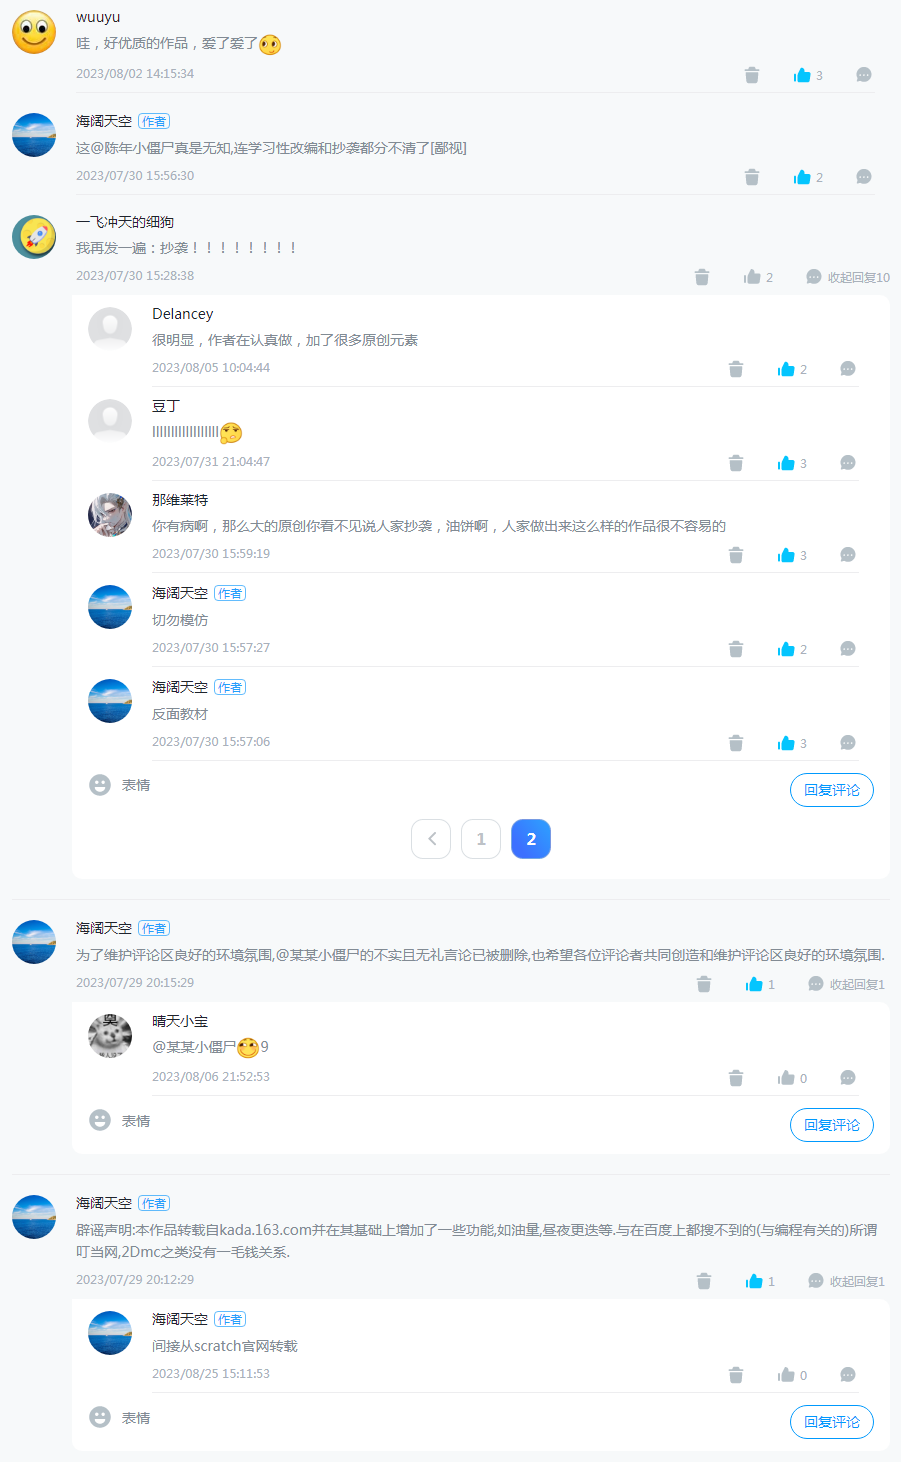 wuuyu
哇，好优质的作品，爱了爱了
2023/08/02 14:15:34
3
海阔天空 作者
这@陈年小僵尸真是无知,连学习性改编和抄袭都分不清了[鄙视]
2023/07/30 15:56:30
2
一飞冲天的细狗
我再发一遍：抄袭！！！！！！！！
2023/07/30 15:28:38
2 收起回复10
Delancey
很明显，作者在认真做，加了很多原创元素
2023/08/05 10:04:44
2
豆丁
||||||||||||||||||
2023/07/31 21:04:47
3
那维莱特
你有病啊，那么大的原创你看不见说人家抄袭，油饼啊，人家做出来这么样的作品很不容易的
2023/07/30 15:59:19
3
海阔天空 作者
切勿模仿
2023/07/30 15:57:27
2
海阔天空 作者
反面教材
2023/07/30 15:57:06
3
表情
回复评论
1 2
海阔天空 作者
为了维护评论区良好的环境氛围,@某某小僵尸的不实且无礼言论已被删除,也希望各位评论者共同创造和维护评论区良好的环境氛围.
2023/07/29 20:15:29
1 收起回复1
晴天小宝
@某某小僵尸9
2023/08/06 21:52:53
0
表情
回复评论
海阔天空 作者
辟谣声明:本作品转载自kada.163.com并在其基础上增加了一些功能,如油量,昼夜更迭等.与在百度上都搜不到的(与编程有关的)所谓
叮当网,2Dmc之类没有一毛钱关系.
2023/07/29 20:12:29
1 收起回复1
海阔天空 作者
间接从scratch官网转载
2023/08/25 15:11:53
0
表情
回复评论